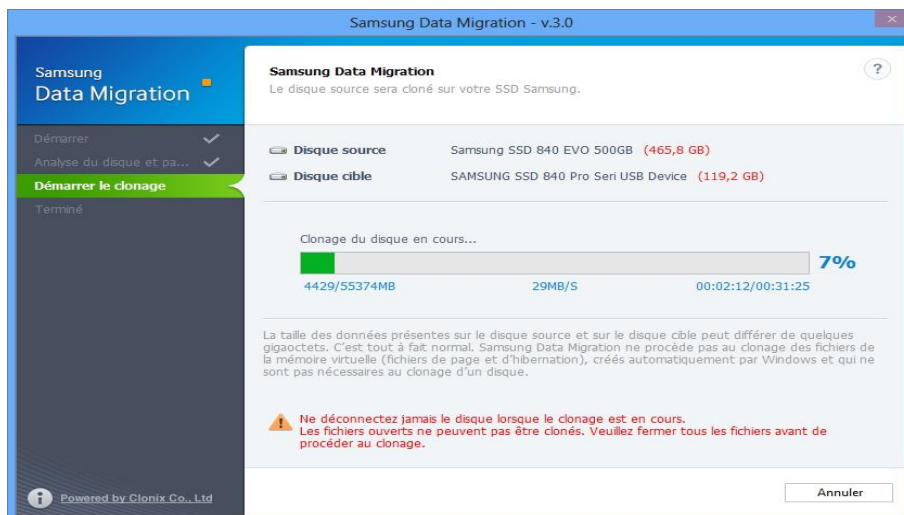 Samsung Data Migration - v.3.0
Samsung
Data Migration
Démarrer
Analyse du disque et pa...
Démarrer le clonage
Terminé
Samsung Data Migration
Le disque source sera cloné sur votre SSD Samsung.
?
Disque source Samsung SSD 840 EVO 500GB (465,8 GB)
Disque cible SAMSUNG SSD 840 Pro Seri USB Device (119,2 GB)
Clonage du disque en cours...
7%
4429/55374MB 29MB/S 00:02:12/00:31:25
La taille des données présentes sur le disque source et sur le disque cible peut différer de quelques
gigaoctets. C'est tout à fait normal. Samsung Data Migration ne procède pas au clonage des fichiers de
la mémoire virtuelle (fichiers de page et d'hibernation), créés automatiquement par Windows et qui ne
sont pas nécessaires au clonage d'un disque.
Ne déconnectez jamais le disque lorsque le clonage est en cours.
Les fichiers ouverts ne peuvent pas être clonés. Veuillez fermer tous les fichiers avant de
procéder au clonage.
Powered by Clonix Co., Ltd
Annuler